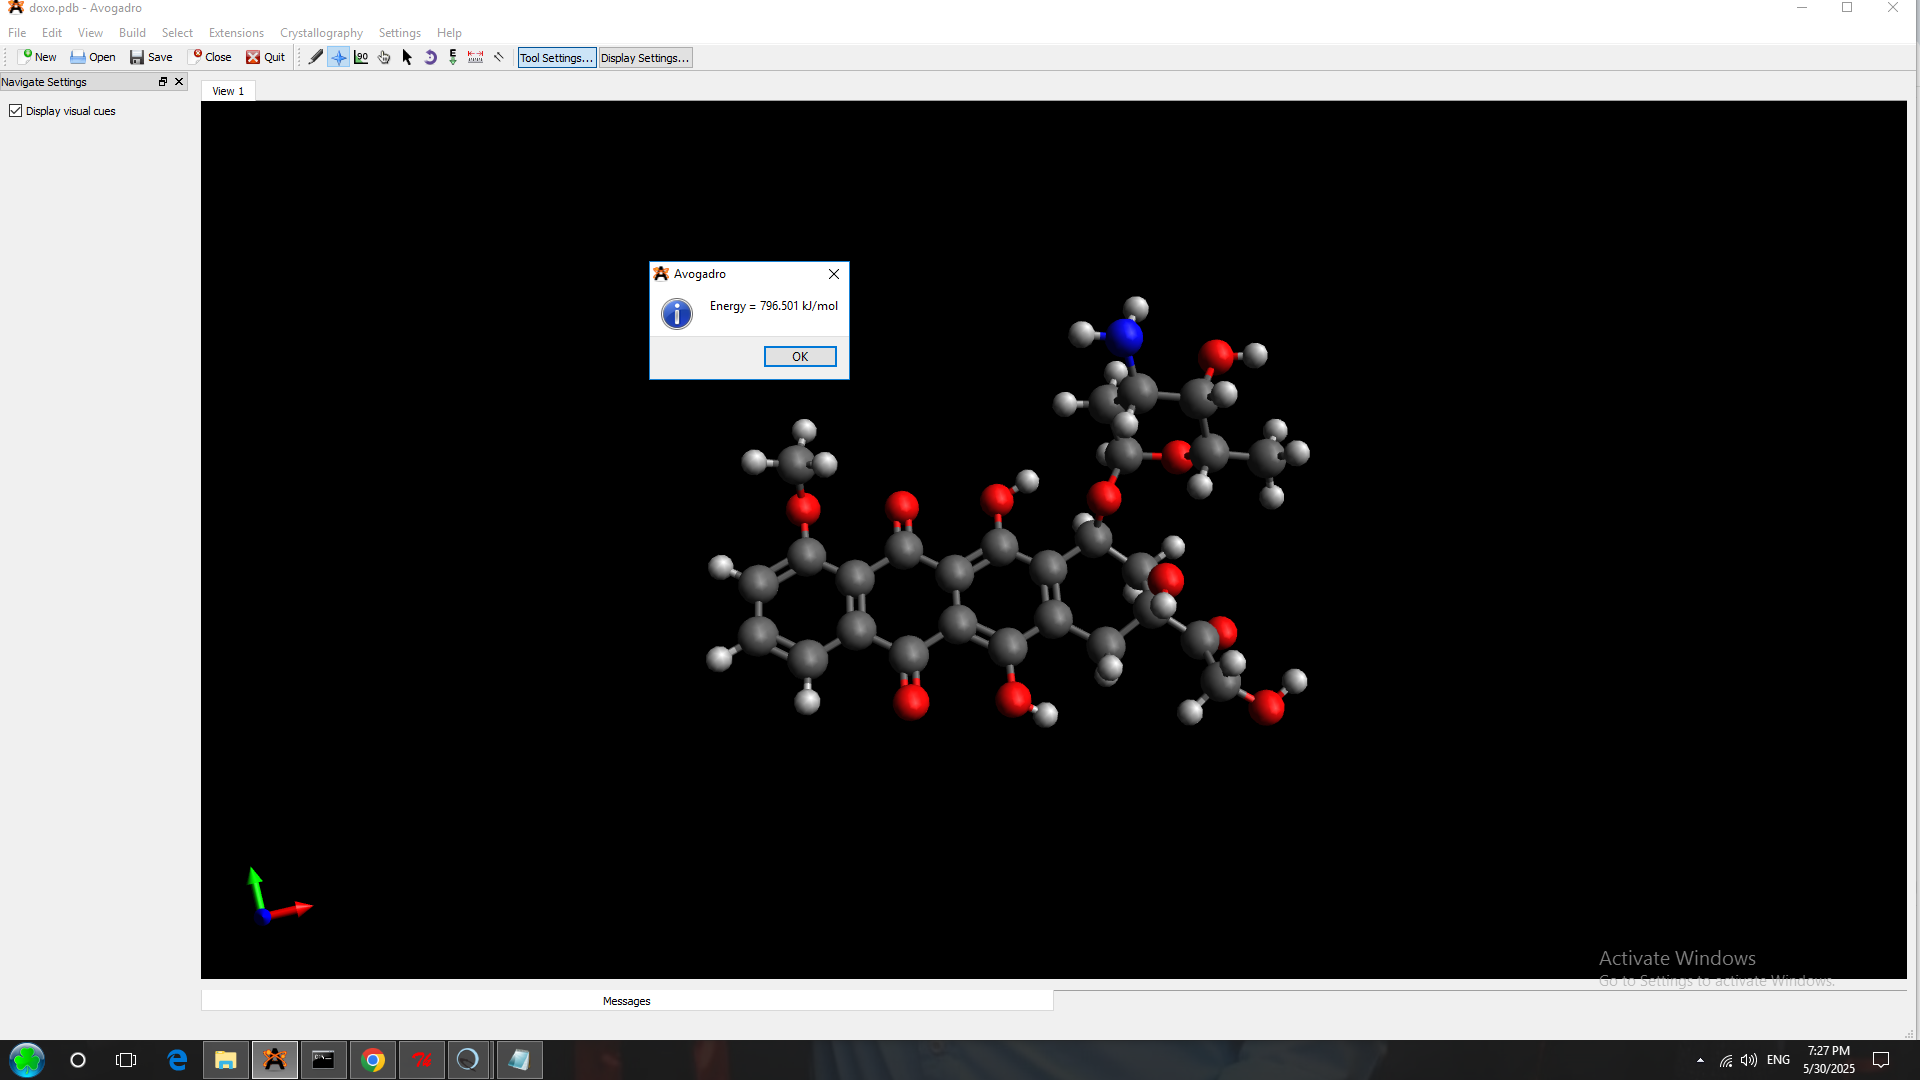 doxo.pdb - Avogadro
File Edit View Build Select Extensions Crystallography Settings Help
New Open Save Close Quit Tool Settings... Display Settings...
Navigate Settings
View 1
Display visual cues
Avogadro
Energy = 796.501 kJ/mol
OK
Activate Windows
Go to Settings to activate Windows.
Messages
ENG
7:27 PM
5/30/2025